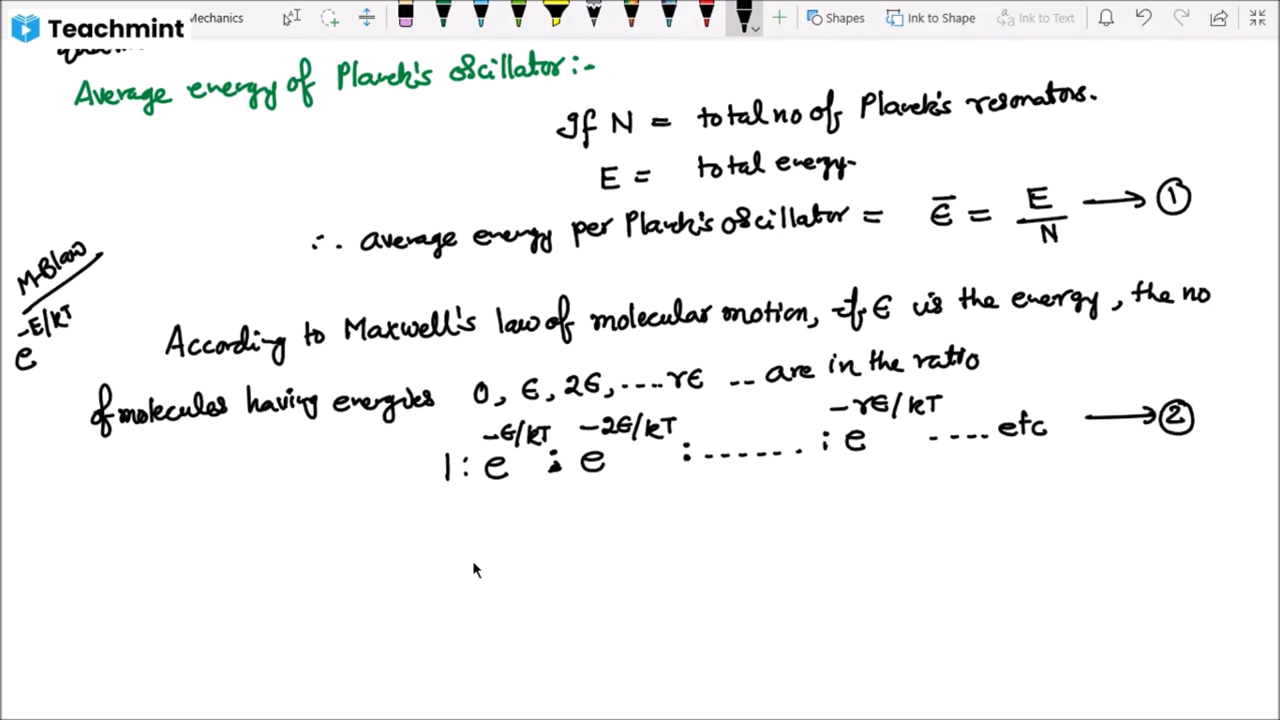 Teachmint
Mechanics
Shapes
Ink to Shape
Ink to Text
Average energy of Planck's oscillator:-
If N = total no of Planck's resonators.
E = total energy.
∴ average energy per Planck's oscillator = ϵ̄ = E/N → ①
M-B law
e^{-E/kT}
According to Maxwell's law of molecular motion, if ϵ is the energy, the no
of molecules having energies 0, ϵ, 2ϵ, ....rϵ .. are in the ratio
1 : e^{-ϵ/kT} : e^{-2ϵ/kT} : ....... : e^{-rϵ/kT} .... etc → ②